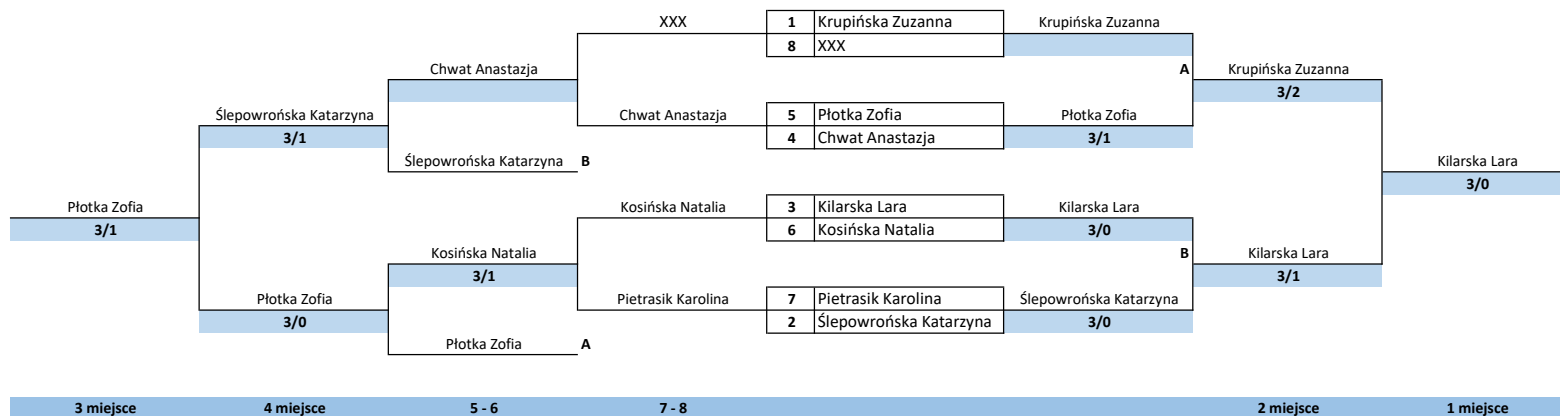 XXX 1 Krupińska Zuzanna Krupińska Zuzanna
8 XXX
Chwat Anastazja A Krupińska Zuzanna
3/2
Ślepowrońska Katarzyna Chwat Anastazja 5 Płotka Zofia Płotka Zofia
3/1 4 Chwat Anastazja 3/1
Ślepowrońska Katarzyna B Kilarska Lara
3/0
Płotka Zofia Kosińska Natalia 3 Kilarska Lara Kilarska Lara
3/1 6 Kosińska Natalia 3/0
Kosińska Natalia B Kilarska Lara
3/1 3/1
Płotka Zofia Pietrasik Karolina 7 Pietrasik Karolina Ślepowrońska Katarzyna
3/0 2 Ślepowrońska Katarzyna 3/0
Płotka Zofia A
3 miejsce 4 miejsce 5 - 6 7 - 8 2 miejsce 1 miejsce